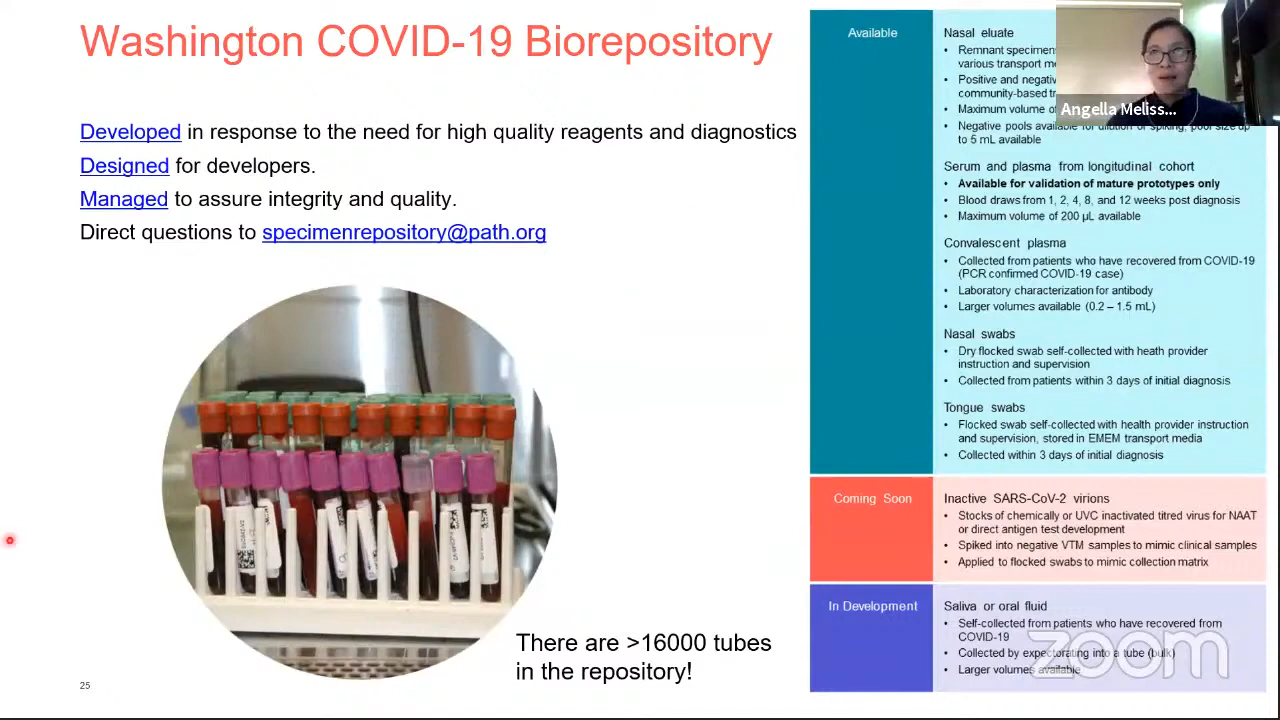 Washington COVID-19 Biorepository
Developed in response to the need for high quality reagents and diagnostics
Designed for developers.
Managed to assure integrity and quality.
Direct questions to specimenrepository@path.org
There are >16000 tubes
in the repository!
25
Available
Nasal eluate
• Remnant
various transport
• Positive and
community-based
• Maximum volume
• Negative pools available for dilution or spiking, pool size up
to 5 mL available
Serum and plasma from longitudinal cohort
• Available for validation of mature prototypes only
• Blood draws from 1, 2, 4, 8, and 12 weeks post diagnosis
• Maximum volume of 200 µL available
Convalescent plasma
• Collected from patients who have recovered from COVID-19
(PCR confirmed COVID-19 case)
• Laboratory characterization for antibody
• Larger volumes available (0.2 – 1.5 mL)
Nasal swabs
• Dry flocked swab self-collected with heath provider
instruction and supervision
• Collected from patients within 3 days of initial diagnosis
Tongue swabs
• Flocked swab self-collected with health provider instruction
and supervision, stored in EMEM transport media
• Collected within 3 days of initial diagnosis
Coming Soon
Inactive SARS-CoV-2 virions
• Stocks of chemically or UVC inactivated titred virus for NAAT
or direct antigen test development
• Spiked into negative VTM samples to mimic clinical samples
• Applied to flocked swabs to mimic collection matrix
In Development
Saliva or oral fluid
• Self-collected from patients who have recovered from
COVID-19
• Collected by expectorating into a tube (bulk)
• Larger volumes available
Angella Meliss...
zoom